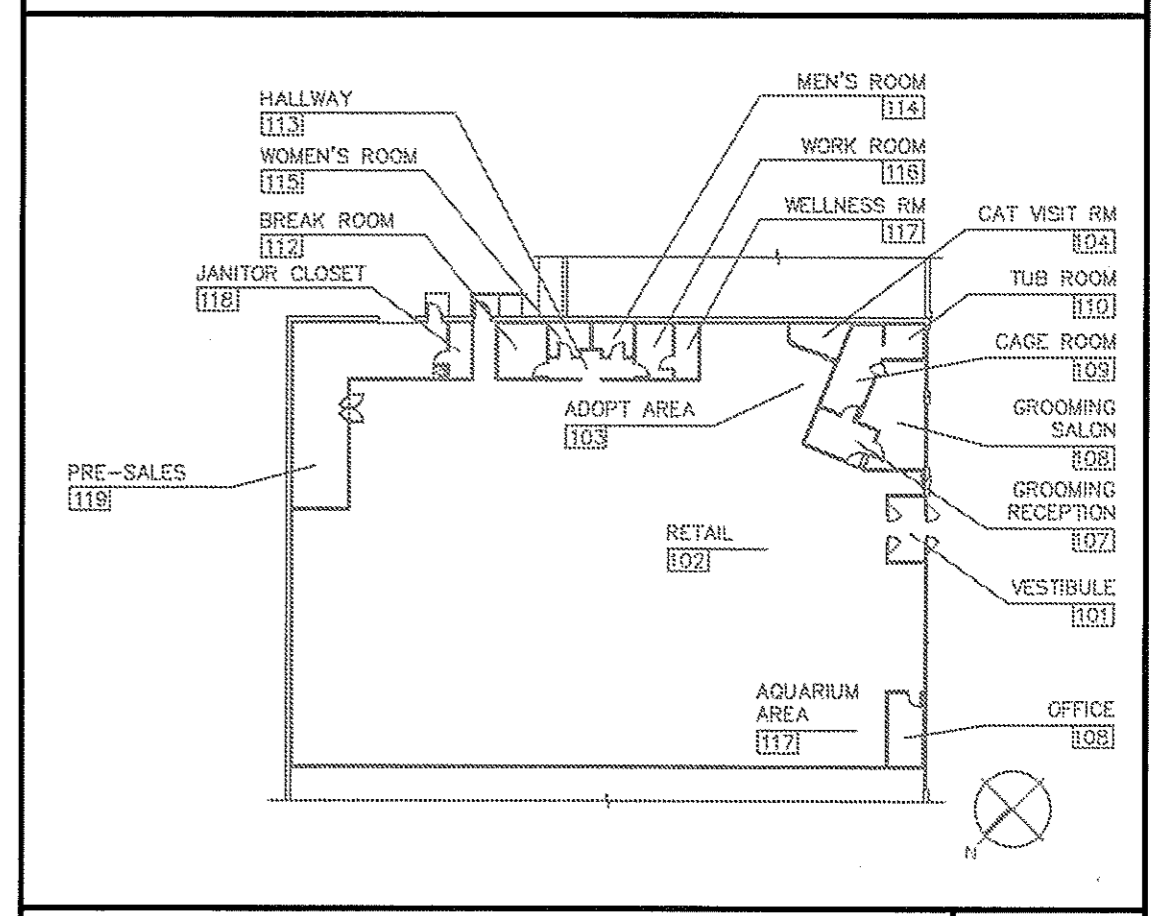 HALLWAY
113
WOMEN'S ROOM
115
BREAK ROOM
112
JANITOR CLOSET
118
MEN'S ROOM
114
WORK ROOM
116
WELLNESS RM
117
CAT VISIT RM
104
TUB ROOM
110
CAGE ROOM
109
GROOMING
SALON
108
GROOMING
RECEPTION
107
VESTIBULE
101
ADOPT AREA
103
PRE-SALES
119
RETAIL
102
AQUARIUM
AREA
117
OFFICE
108
N